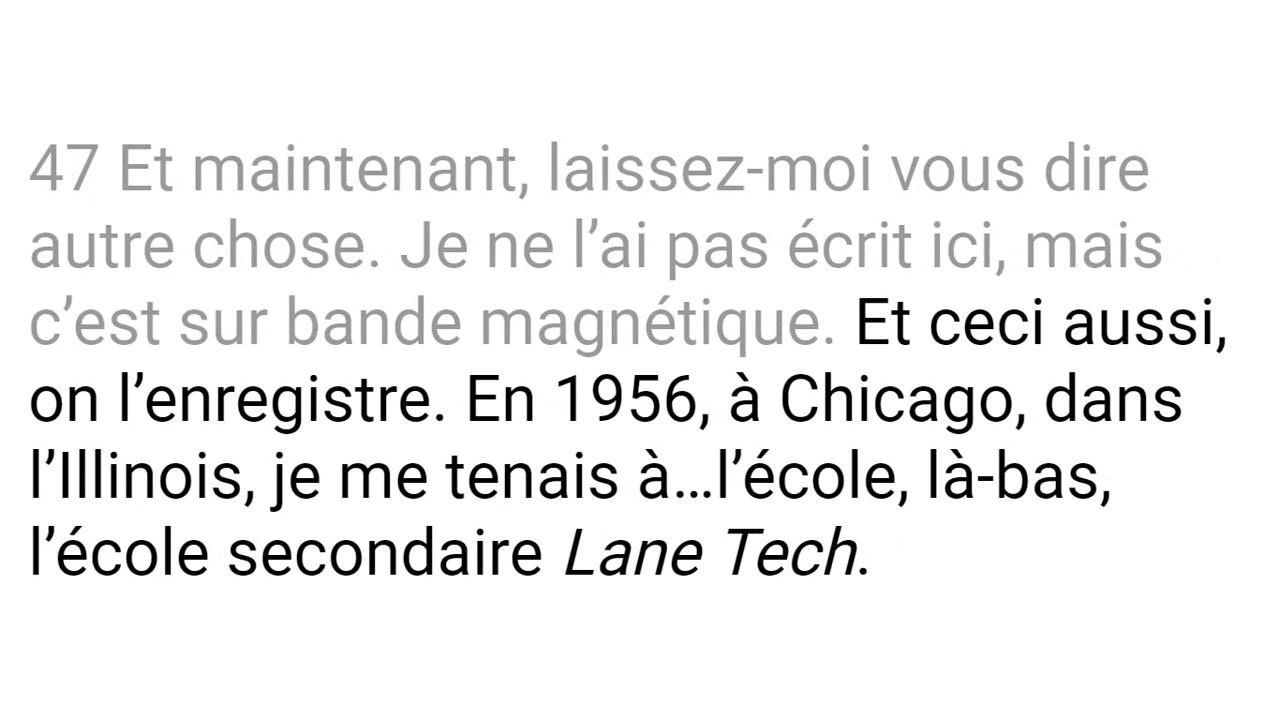 47 Et maintenant, laissez-moi vous dire
autre chose. Je ne l’ai pas écrit ici, mais
c’est sur bande magnétique. Et ceci aussi,
on l’enregistre. En 1956, à Chicago, dans
l’Illinois, je me tenais à…l’école, là-bas,
l’école secondaire Lane Tech.